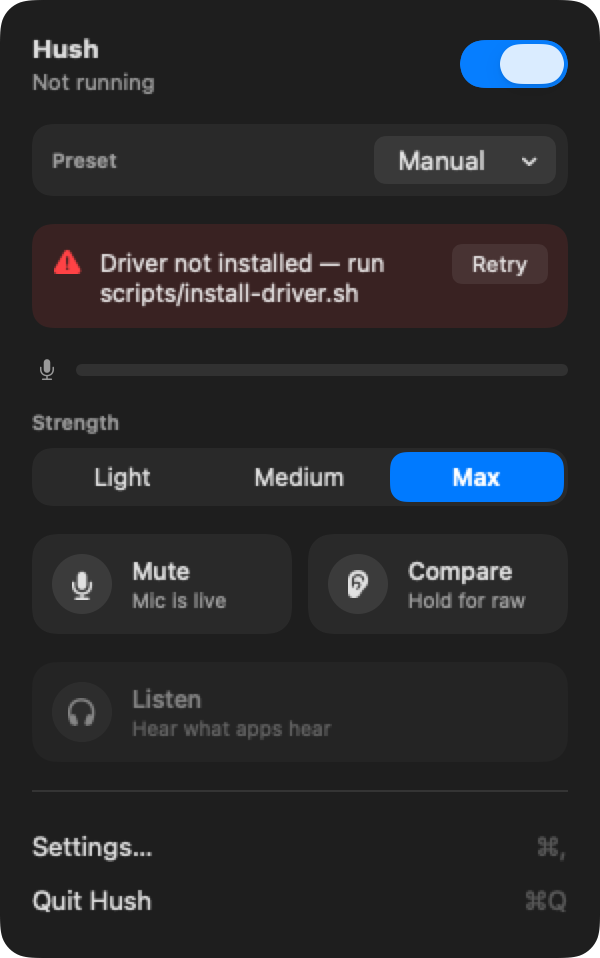 Hush
Not running
Preset
Manual
Driver not installed — run
scripts/install-driver.sh
Retry
Strength
Light
Medium
Max
Mute
Mic is live
Compare
Hold for raw
Listen
Hear what apps hear
Settings...
⌘,
Quit Hush
⌘Q